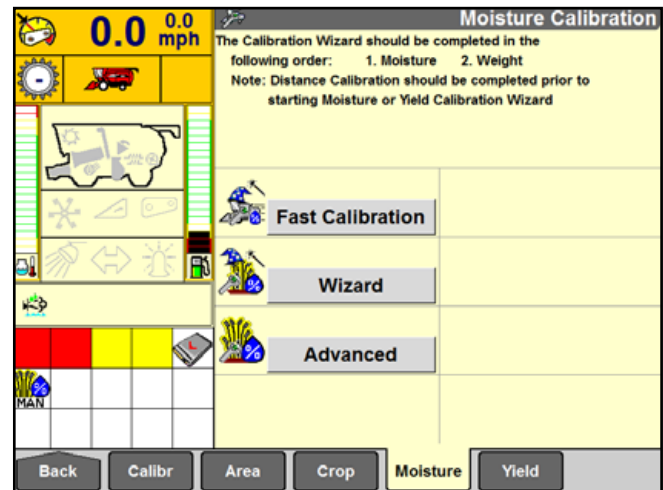 0.0 0.0 mph
Moisture Calibration
The Calibration Wizard should be completed in the
following order: 1. Moisture 2. Weight
Note: Distance Calibration should be completed prior to
starting Moisture or Yield Calibration Wizard
Fast Calibration
Wizard
Advanced
L
%
MAN
Back Calibr Area Crop Moisture Yield